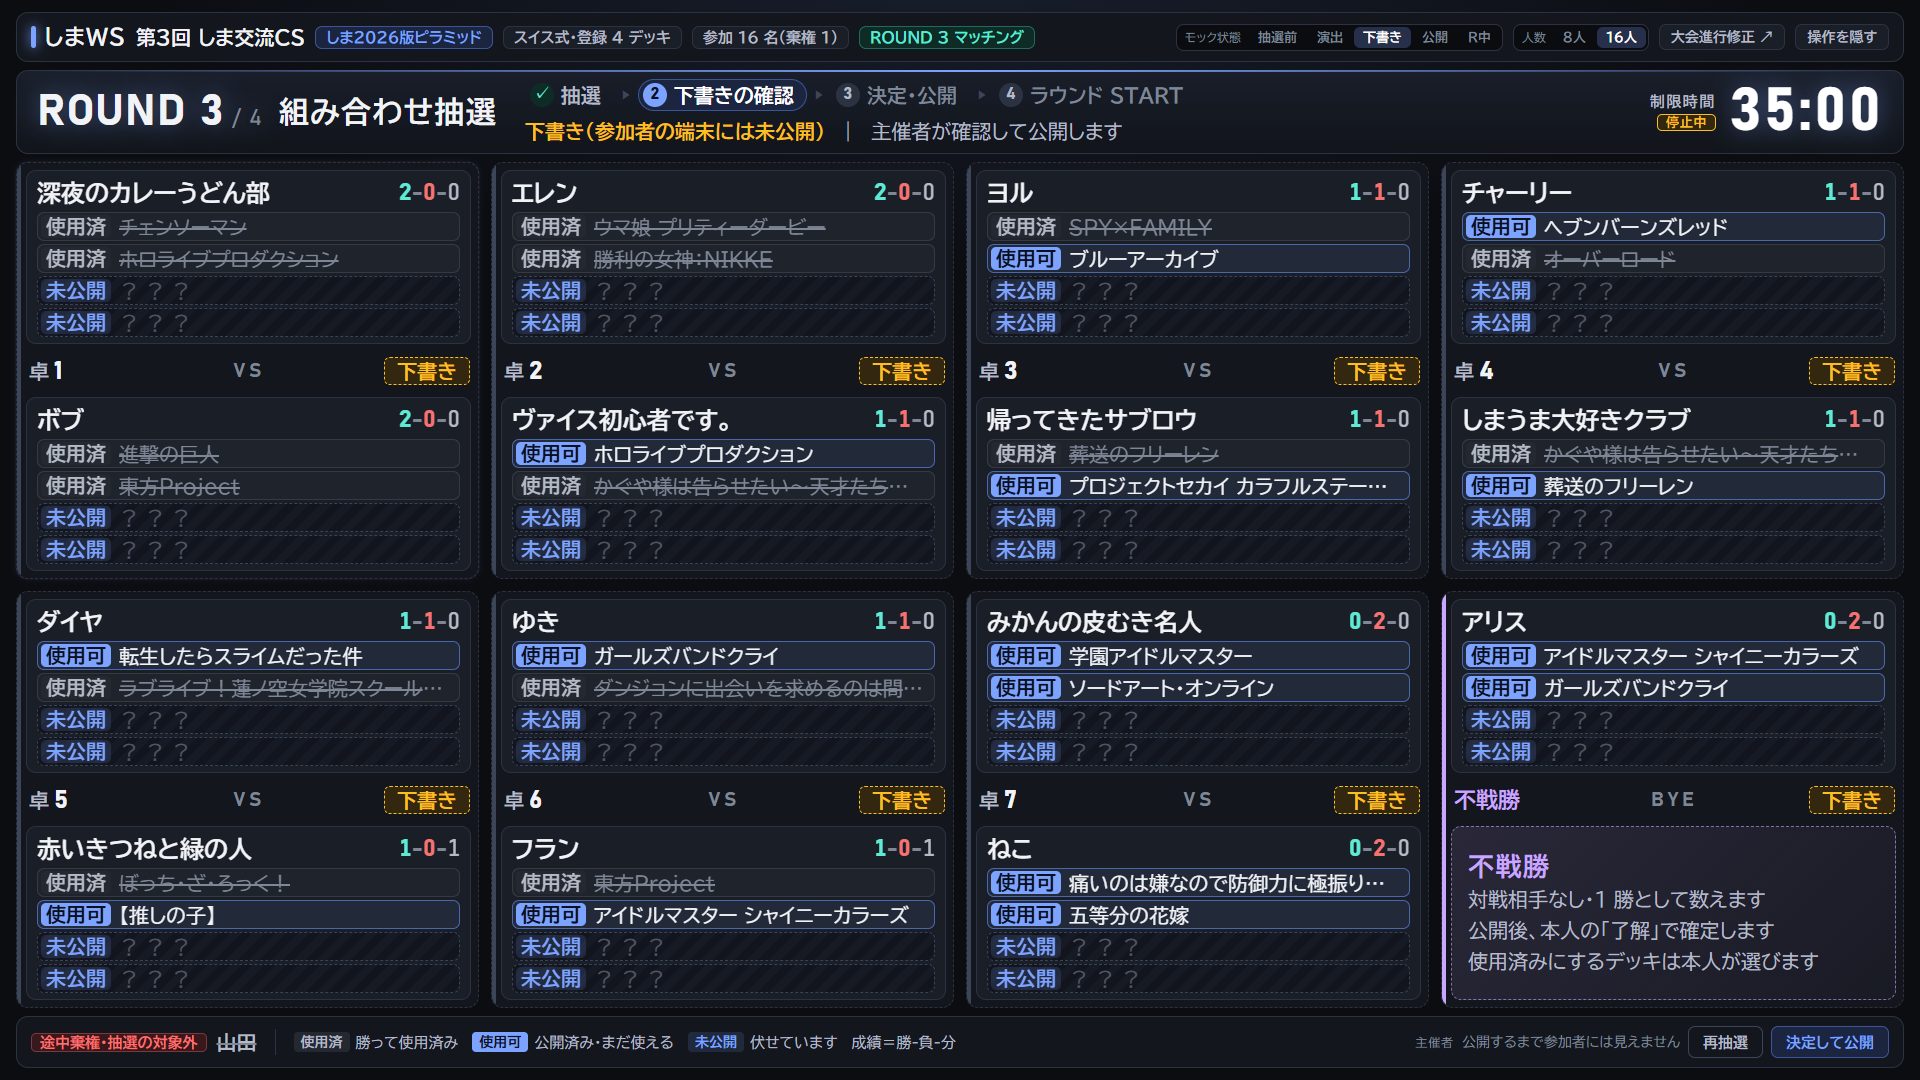 しまWS 第3回 しま交流CS しま2026版ピラミッド スイス式・登録 4 デッキ 参加 16 名(棄権 1) ROUND 3 マッチング モック状態 抽選前 演出 下書き 公開 R中 人数 8人 16人 大会進行修正 ↗ 操作を隠す
ROUND 3 / 4 組み合わせ抽選
✓ 抽選 ▸ 2 下書きの確認 ▸ 3 決定・公開 ▸ 4 ラウンド START
下書き(参加者の端末には未公開) | 主催者が確認して公開します
制限時間 停止中 35:00
深夜のカレーうどん部 2-0-0
使用済 チェンソーマン
使用済 ホロライブプロダクション
未公開 ? ? ?
未公開 ? ? ?
卓 1 VS 下書き
ボブ 2-0-0
使用済 進撃の巨人
使用済 東方Project
未公開 ? ? ?
未公開 ? ? ?
エレン 2-0-0
使用済 ウマ娘 プリティーダービー
使用済 勝利の女神:NIKKE
未公開 ? ? ?
未公開 ? ? ?
卓 2 VS 下書き
ヴァイス初心者です。 1-1-0
使用可 ホロライブプロダクション
使用済 かぐや様は告らせたい~天才たち…
未公開 ? ? ?
未公開 ? ? ?
ヨル 1-1-0
使用済 SPY×FAMILY
使用可 ブルーアーカイブ
未公開 ? ? ?
未公開 ? ? ?
卓 3 VS 下書き
帰ってきたサブロウ 1-1-0
使用済 葬送のフリーレン
使用可 プロジェクトセカイ カラフルステー…
未公開 ? ? ?
未公開 ? ? ?
チャーリー 1-1-0
使用可 ヘブンバーンズレッド
使用済 オーバーロード
未公開 ? ? ?
未公開 ? ? ?
卓 4 VS 下書き
しまうま大好きクラブ 1-1-0
使用済 かぐや様は告らせたい~天才たち…
使用可 葬送のフリーレン
未公開 ? ? ?
未公開 ? ? ?
ダイヤ 1-1-0
使用可 転生したらスライムだった件
使用済 ラブライブ!蓮ノ空女学院スクール…
未公開 ? ? ?
未公開 ? ? ?
卓 5 VS 下書き
赤いきつねと緑の人 1-0-1
使用済 ぼっち・ざ・ろっく!
使用可 【推しの子】
未公開 ? ? ?
未公開 ? ? ?
ゆき 1-1-0
使用可 ガールズバンドクライ
使用済 ダンジョンに出会いを求めるのは間…
未公開 ? ? ?
未公開 ? ? ?
卓 6 VS 下書き
フラン 1-0-1
使用済 東方Project
使用可 アイドルマスター シャイニーカラーズ
未公開 ? ? ?
未公開 ? ? ?
みかんの皮むき名人 0-2-0
使用可 学園アイドルマスター
使用可 ソードアート・オンライン
未公開 ? ? ?
未公開 ? ? ?
卓 7 VS 下書き
ねこ 0-2-0
使用可 痛いのは嫌なので防御力に極振り…
使用可 五等分の花嫁
未公開 ? ? ?
未公開 ? ? ?
アリス 0-2-0
使用可 アイドルマスター シャイニーカラーズ
使用可 ガールズバンドクライ
未公開 ? ? ?
未公開 ? ? ?
不戦勝 BYE 下書き
不戦勝
対戦相手なし・1 勝として数えます
公開後、本人の「了解」で確定します
使用済みにするデッキは本人が選びます
途中棄権・抽選の対象外 山田 使用済 勝って使用済み 使用可 公開済み・まだ使える 未公開 伏せています 成績=勝-負-分 主催者 公開するまで参加者には見えません 再抽選 決定して公開